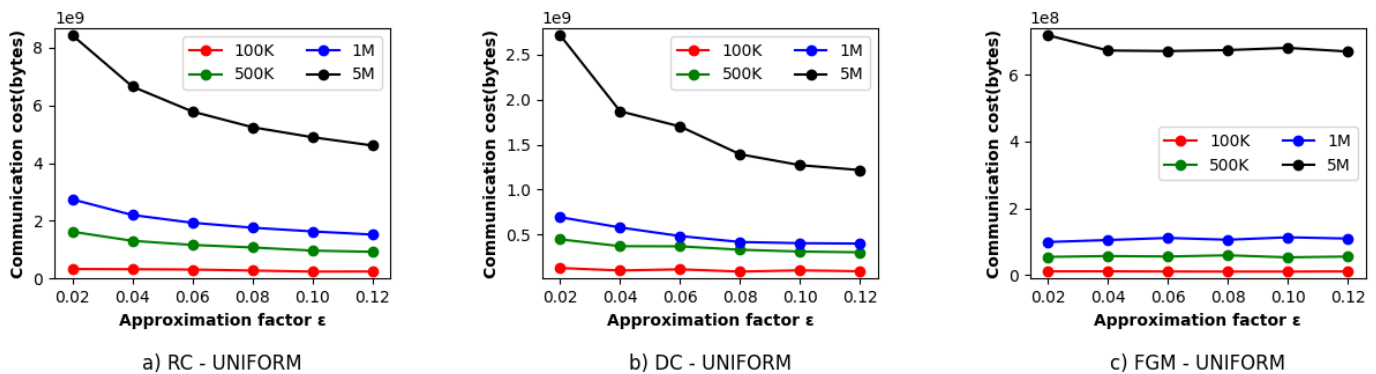 1e9
Communication cost(bytes)
8
6
4
2
0
100K
500K
1M
5M
0.02 0.04 0.06 0.08 0.10 0.12
Approximation factor ε
a) RC - UNIFORM
1e9
Communication cost(bytes)
2.5
2.0
1.5
1.0
0.5
100K
500K
1M
5M
0.02 0.04 0.06 0.08 0.10 0.12
Approximation factor ε
b) DC - UNIFORM
1e8
Communication cost(bytes)
6
4
2
0
100K
500K
1M
5M
0.02 0.04 0.06 0.08 0.10 0.12
Approximation factor ε
c) FGM - UNIFORM